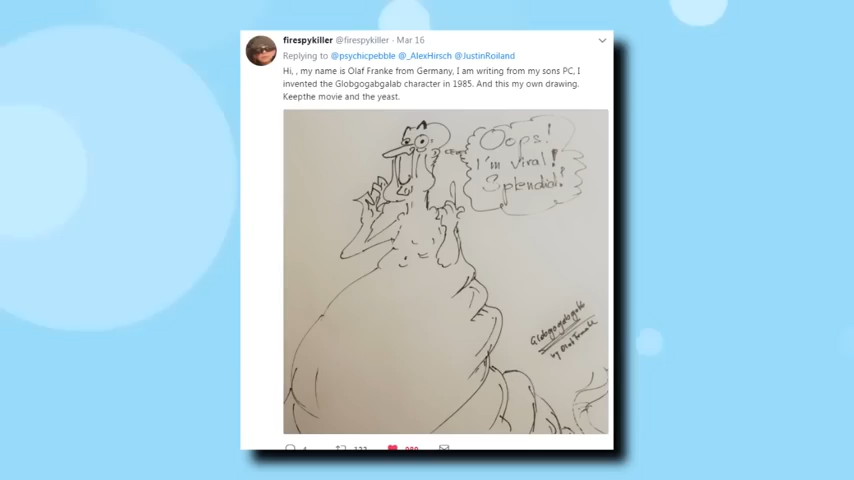 firespykiller @firespykiller · Mar 16
Replying to @psychicpebble @_AlexHirsch @JustinRoiland
Hi, , my name is Olaf Franke from Germany, I am writing from my sons PC, I
invented the Globgogabgalab character in 1985. And this my own drawing.
Keepthe movie and the yeast.
Oops!
I'm viral!
Splendid!
Globgogabgalab
by Olaf Franke